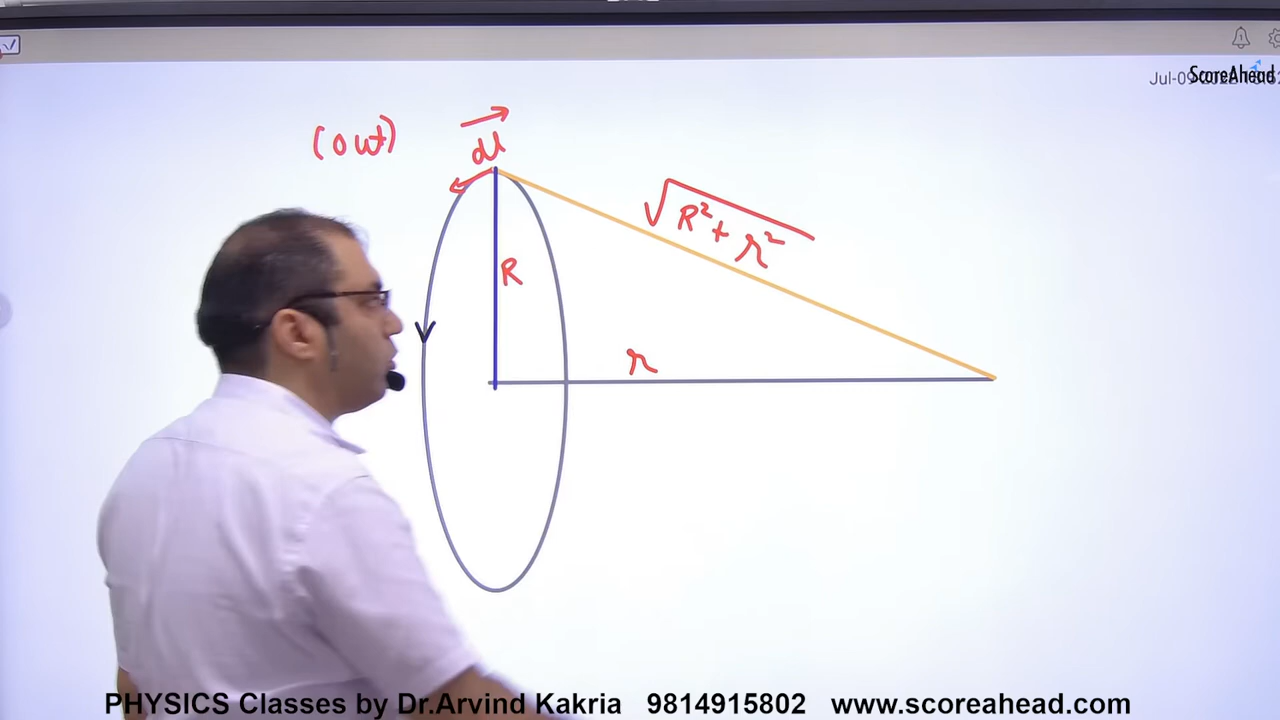 ScoreAhead
(out)
dl
√R²+r²
R
r
PHYSICS Classes by Dr.Arvind Kakria 9814915802 www.scoreahead.com